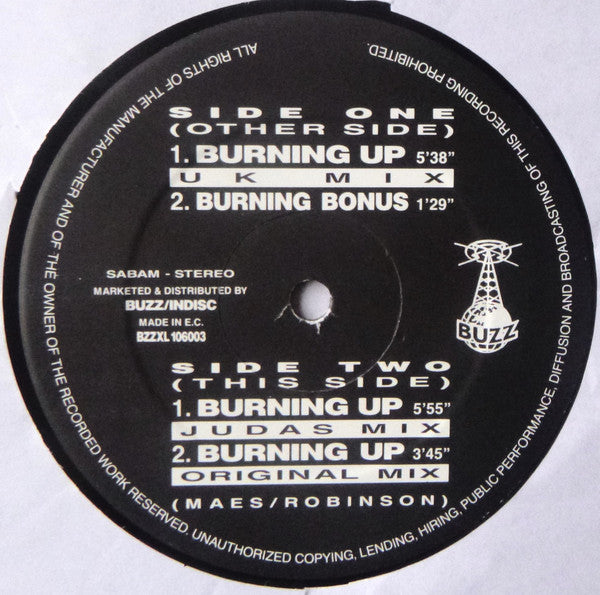 SIDE ONE
(OTHER SIDE)
1. BURNING UP 5'38"
UK MIX
2. BURNING BONUS 1'29"
SABAM - STEREO
MARKETED & DISTRIBUTED BY
BUZZ/INDISC
MADE IN E.C.
BZZXL 106003
BUZZ
SIDE TWO
(THIS SIDE)
1. BURNING UP 5'55"
JUDAS MIX
2. BURNING UP 3'45"
ORIGINAL MIX
(MAES/ROBINSON)
ALL RIGHTS OF THE MANUFACTURER AND OF THE OWNER OF THE RECORDED WORK RESERVED. UNAUTHORIZED COPYING, LENDING, HIRING, PUBLIC PERFORMANCE, DIFFUSION AND BROADCASTING OF THIS RECORDING PROHIBITED.